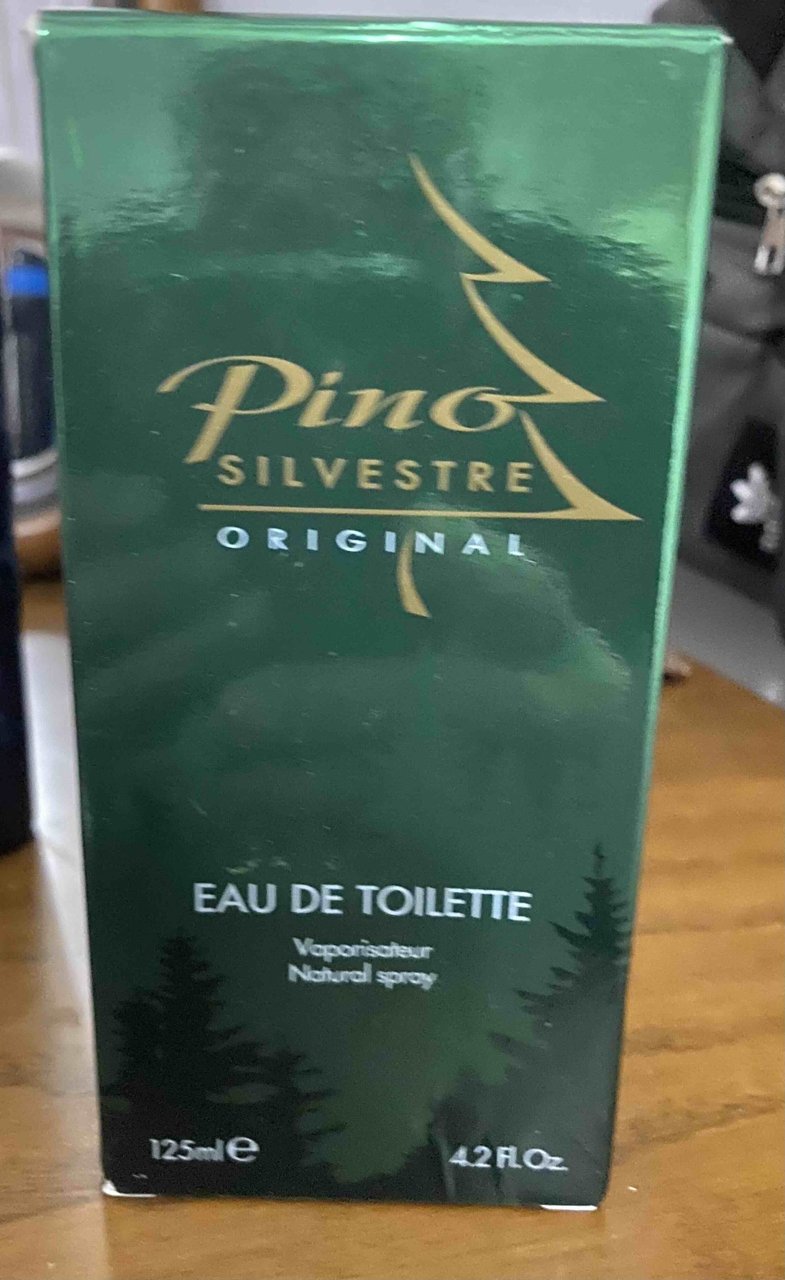 Pino
SILVESTRE
ORIGINAL
EAU DE TOILETTE
Vaporisateur
Natural spray
125ml℮
4.2 Fl.Oz.